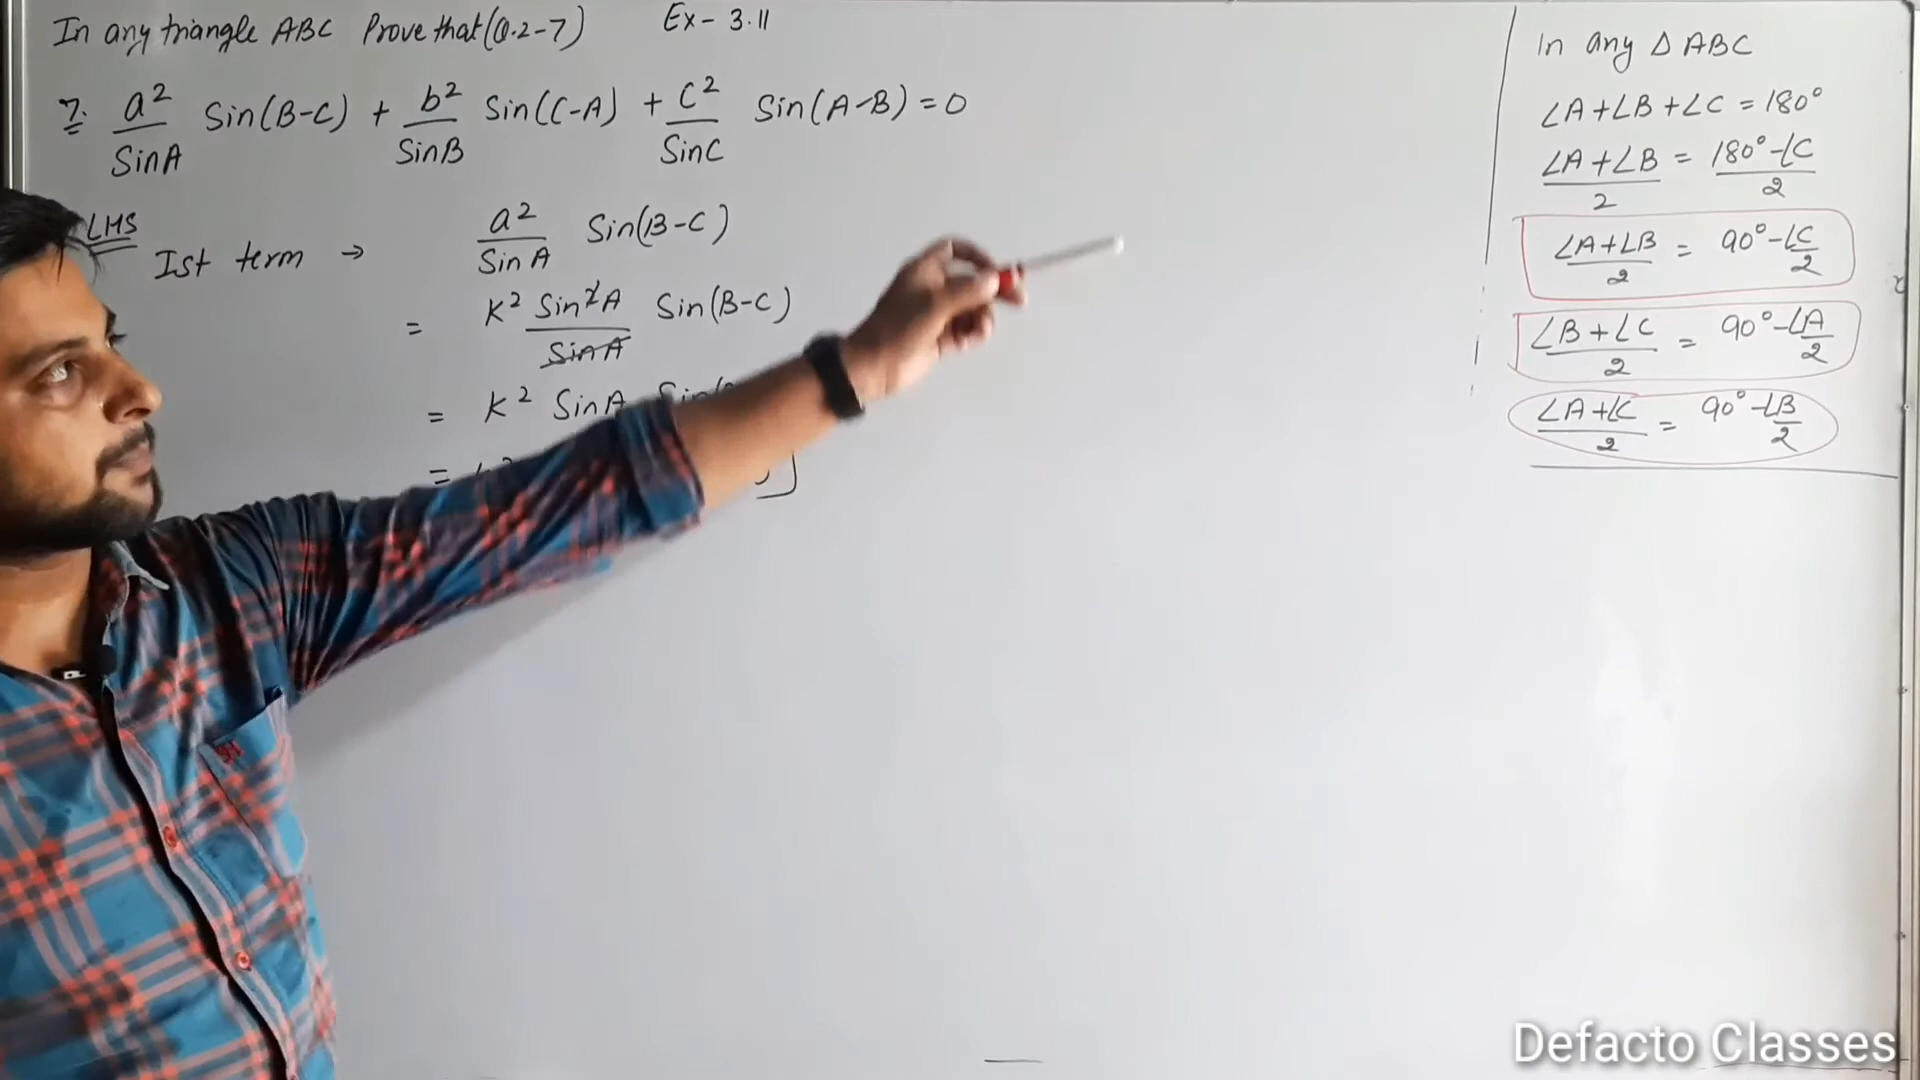 In any triangle ABC Prove that (Q.2-7) Ex- 3.11
7. a²/SinA Sin(B-C) + b²/SinB Sin(C-A) + c²/SinC Sin(A-B) = 0
LHS
Ist term → a²/SinA Sin(B-C)
= K² Sin²A/SinA Sin(B-C)
= K² SinA
=
In any △ ABC
∠A+∠B+∠C = 180°
∠A+∠B/2 = 180°-∠C/2
∠A+∠B/2 = 90°-∠C/2
∠B+∠C/2 = 90°-∠A/2
∠A+∠C/2 = 90°-∠B/2
Defacto Classes